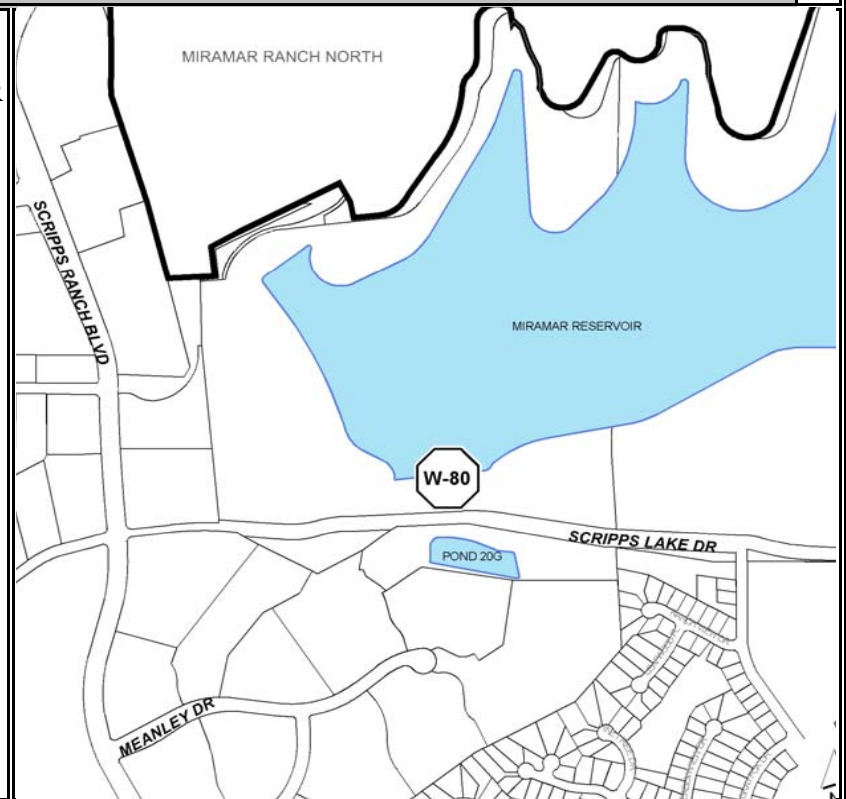 MIRAMAR RANCH NORTH
SCRIPPS RANCH BLVD
MIRAMAR RESERVOIR
W-80
SCRIPPS LAKE DR
POND 20G
MEANLEY DR